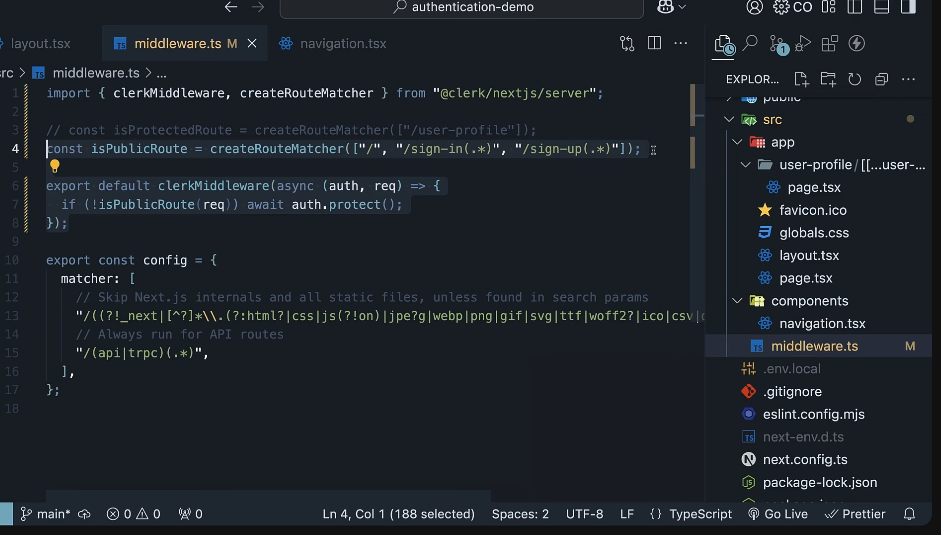 authentication-demo
CO
layout.tsx
middleware.ts M
navigation.tsx
src > middleware.ts > ...
EXPLOR...
1 import { clerkMiddleware, createRouteMatcher } from "@clerk/nextjs/server";
2
3 // const isProtectedRoute = createRouteMatcher(["/user-profile"]);
4 const isPublicRoute = createRouteMatcher(["/", "/sign-in(.*)", "/sign-up(.*)"]);
5
6 export default clerkMiddleware(async (auth, req) => {
7 if (!isPublicRoute(req)) await auth.protect();
8 });
9
10 export const config = {
11 matcher: [
12 // Skip Next.js internals and all static files, unless found in search params
13 "/((?!_next|[^?]*\\.(?:html?|css|js(?!on)|jpe?g|webp|png|gif|svg|ttf|woff2?|ico|csv|
14 // Always run for API routes
15 "/(api|trpc)(.*)",
16 ],
17 };
18
public
src
app
user-profile/[[...user-...
page.tsx
favicon.ico
globals.css
layout.tsx
page.tsx
components
navigation.tsx
middleware.ts M
.env.local
.gitignore
eslint.config.mjs
next-env.d.ts
next.config.ts
package-lock.json
main* 0 0 0 Ln 4, Col 1 (188 selected) Spaces: 2 UTF-8 LF {} TypeScript Go Live Prettier